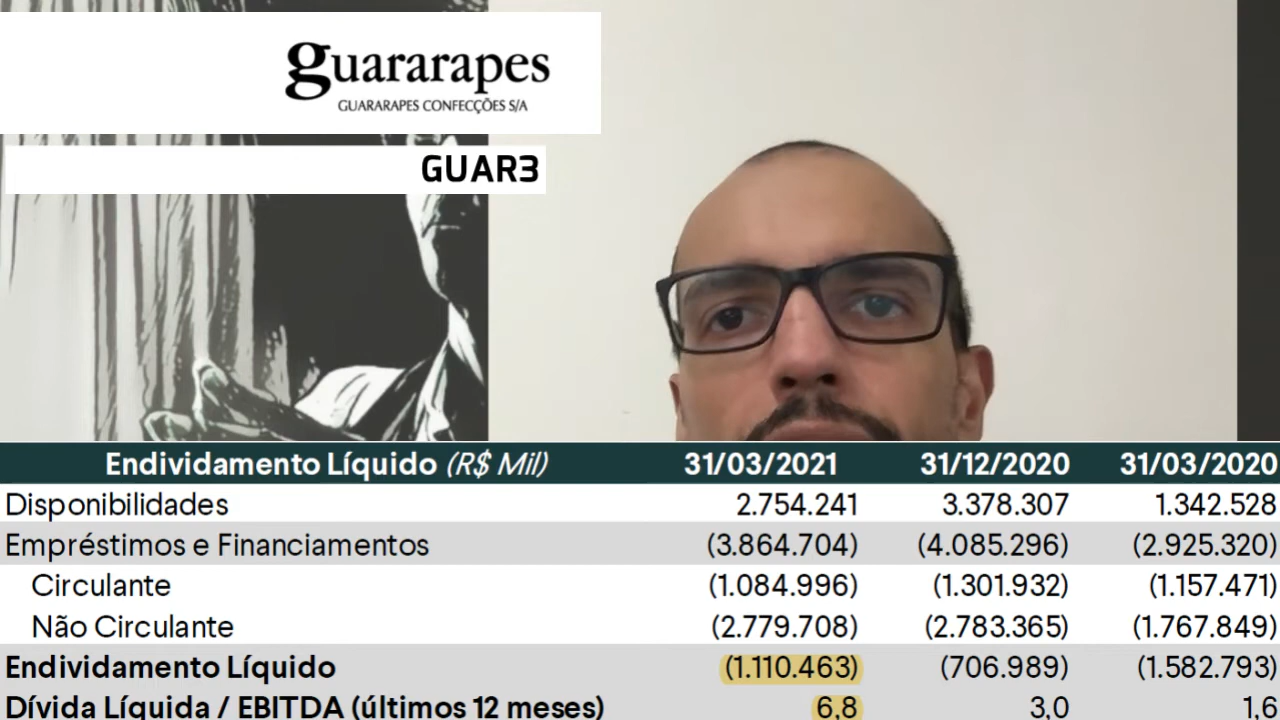 guararapes
GUARARAPES CONFECÇÕES S/A
GUAR3
Endividamento Líquido (R$ Mil) 31/03/2021 31/12/2020 31/03/2020
Disponibilidades 2.754.241 3.378.307 1.342.528
Empréstimos e Financiamentos (3.864.704) (4.085.296) (2.925.320)
Circulante (1.084.996) (1.301.932) (1.157.471)
Não Circulante (2.779.708) (2.783.365) (1.767.849)
Endividamento Líquido (1.110.463) (706.989) (1.582.793)
Dívida Líquida / EBITDA (últimos 12 meses) 6,8 3,0 1,6